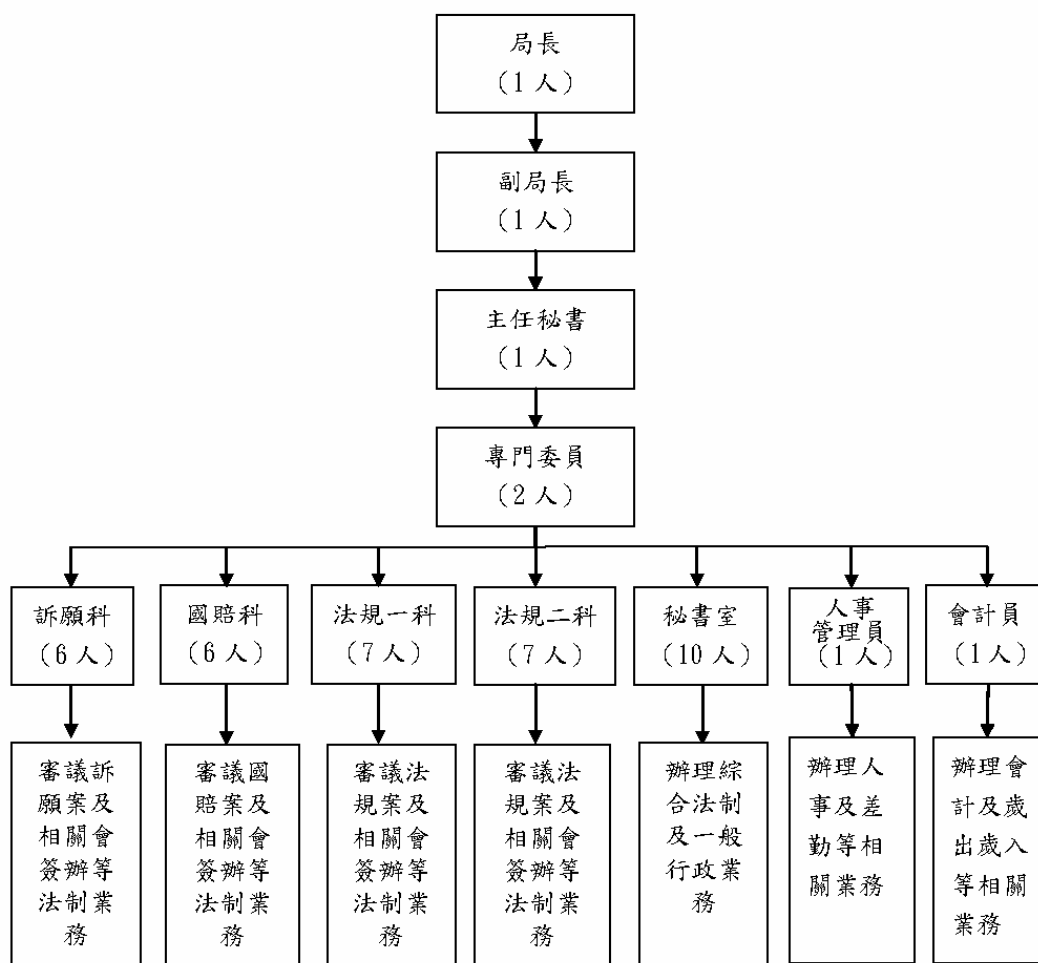 局長
(1人)
副局長
(1人)
主任秘書
(1人)
專門委員
(2人)
訴願科
(6人)
國賠科
(6人)
法規一科
(7人)
法規二科
(7人)
秘書室
(10人)
人事
管理員
(1人)
會計員
(1人)
審議訴
願案及
相關會
簽辦等
法制業
務
審議國
賠案及
相關會
簽辦等
法制業
務
審議法
規案及
相關會
簽辦等
法制業
務
審議法
規案及
相關會
簽辦等
法制業
務
辦理綜
合法制
及一般
行政業
務
辦理人
事及差
勤等相
關業務
辦理會
計及歲
出歲入
等相關
業務